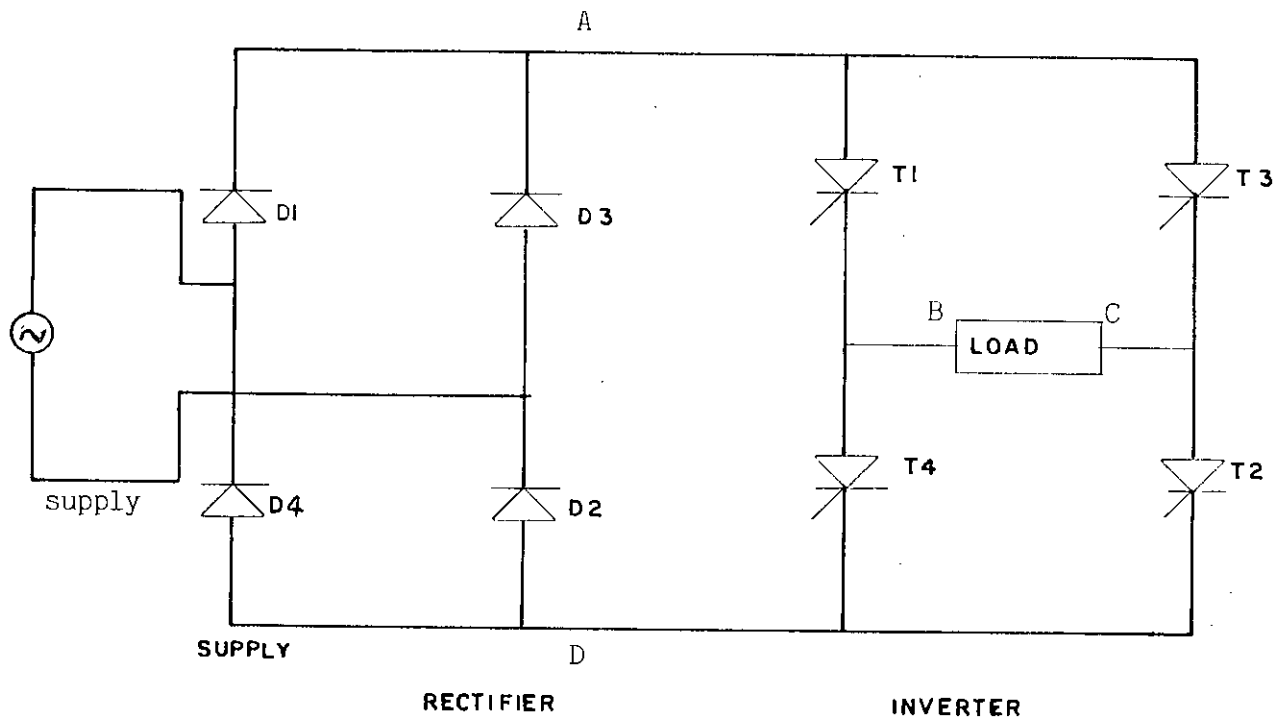 A
D1
D3
T1
T3
B
C
LOAD
supply
D4
D2
T4
T2
SUPPLY
D
RECTIFIER
INVERTER